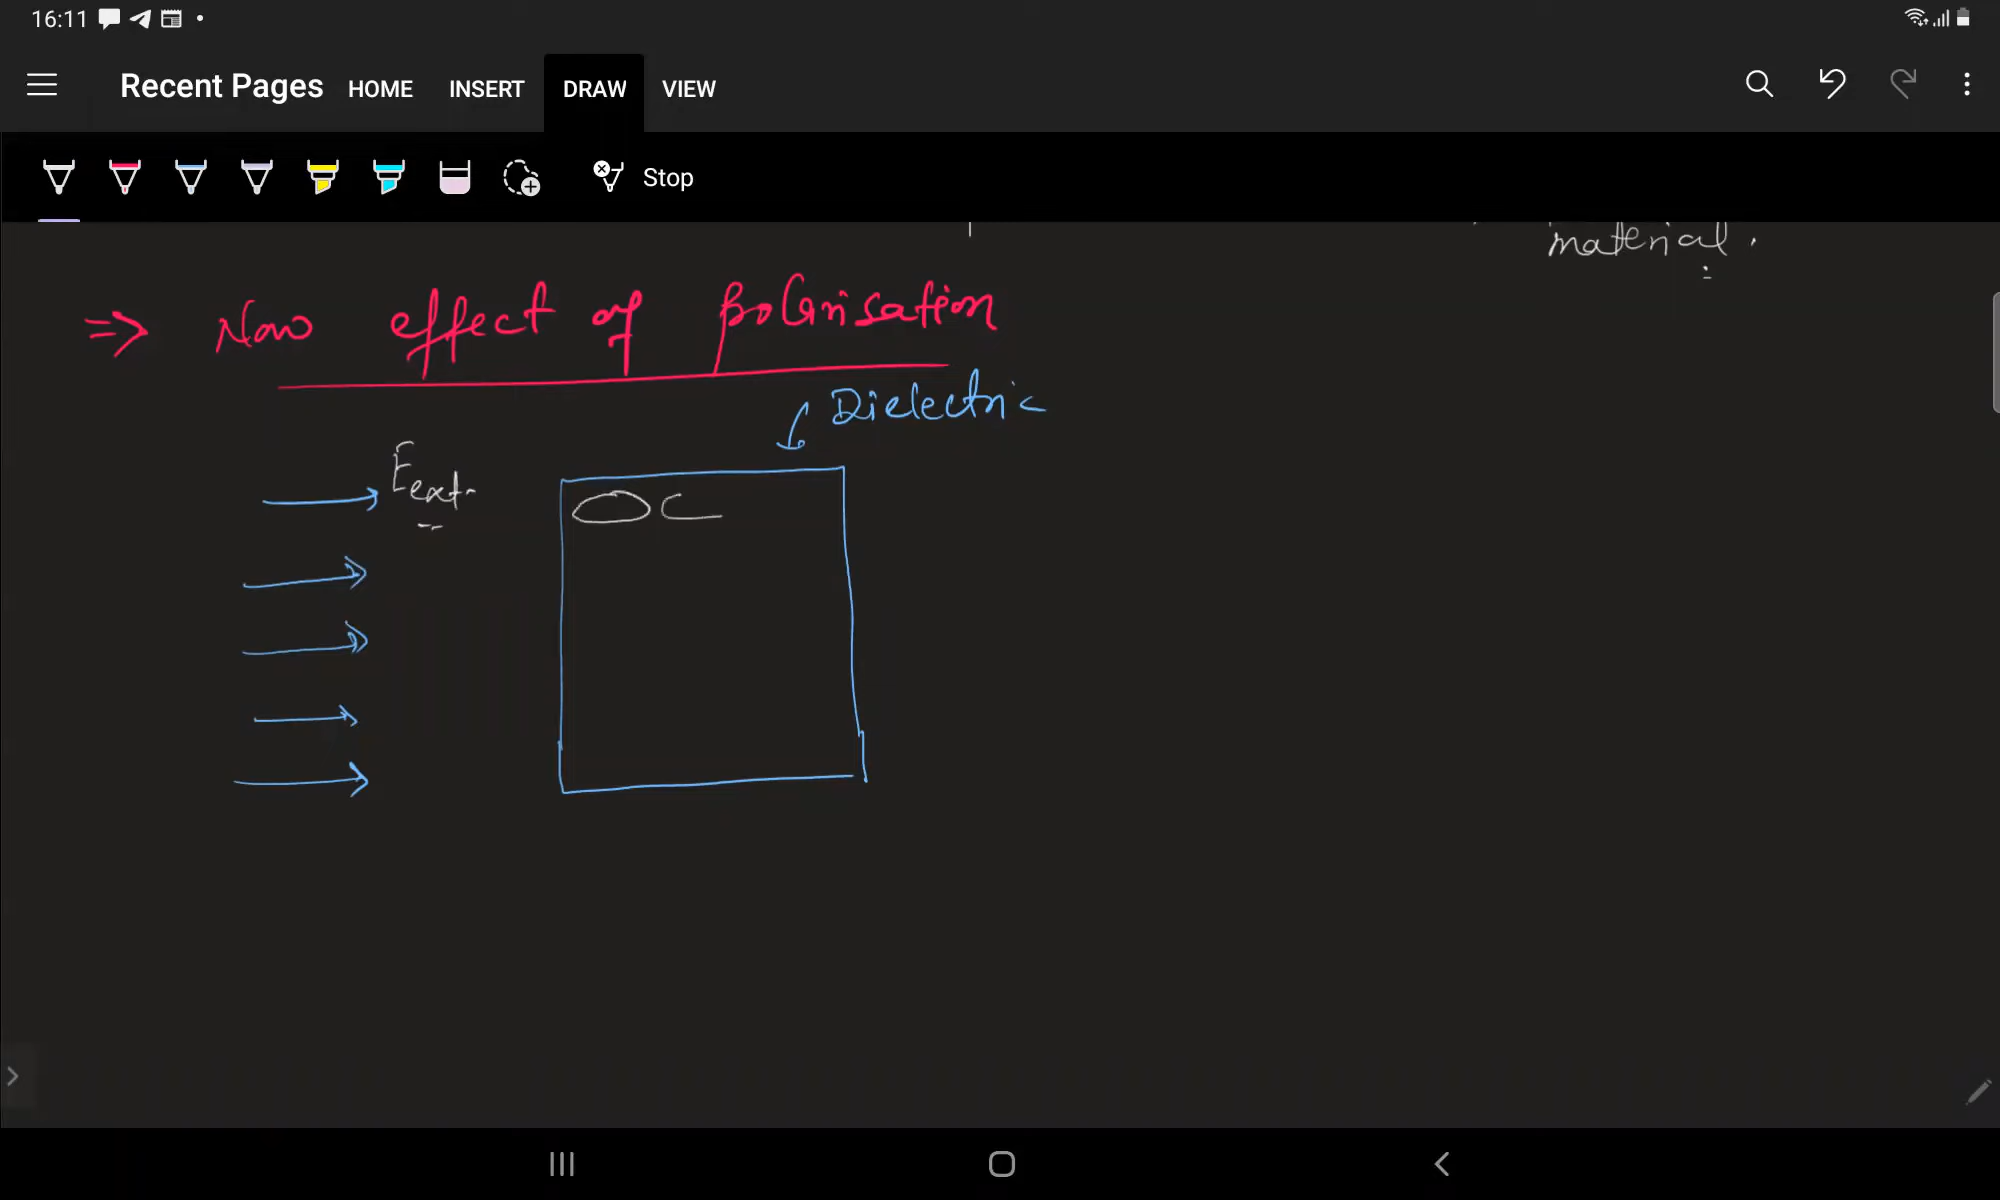 16:11
Recent Pages HOME INSERT DRAW VIEW
Stop
material.
=> Now effect of polarisation
Dielectric
Eext.